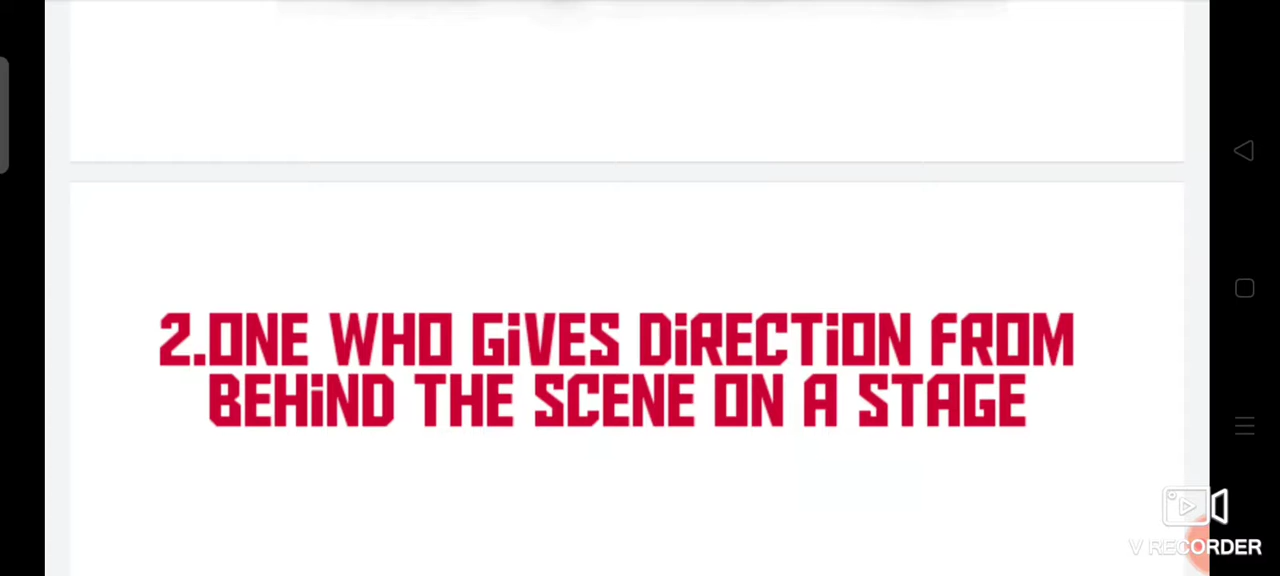 2.ONE WHO GiVES DiRECTiON FROM
BEHiND THE SCENE ON A STAGE
V RECORDER